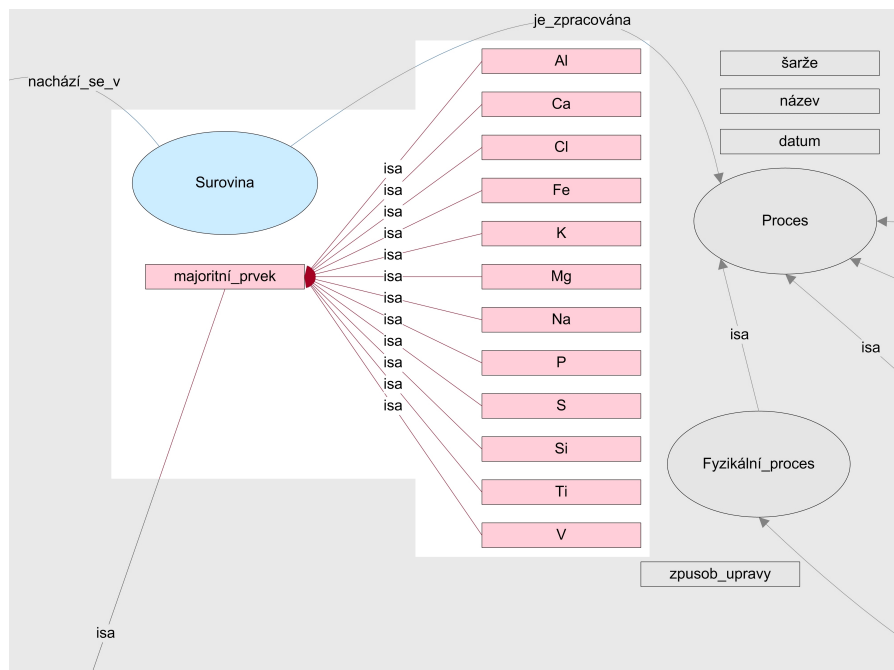 je_zpracována
nachází_se_v
Surovina
majoritní_prvek
isa
Al
Ca
Cl
Fe
K
Mg
Na
P
S
Si
Ti
V
isa
isa
isa
isa
isa
isa
isa
isa
isa
isa
isa
isa
šarže
název
datum
Proces
isa
isa
Fyzikální_proces
zpusob_upravy